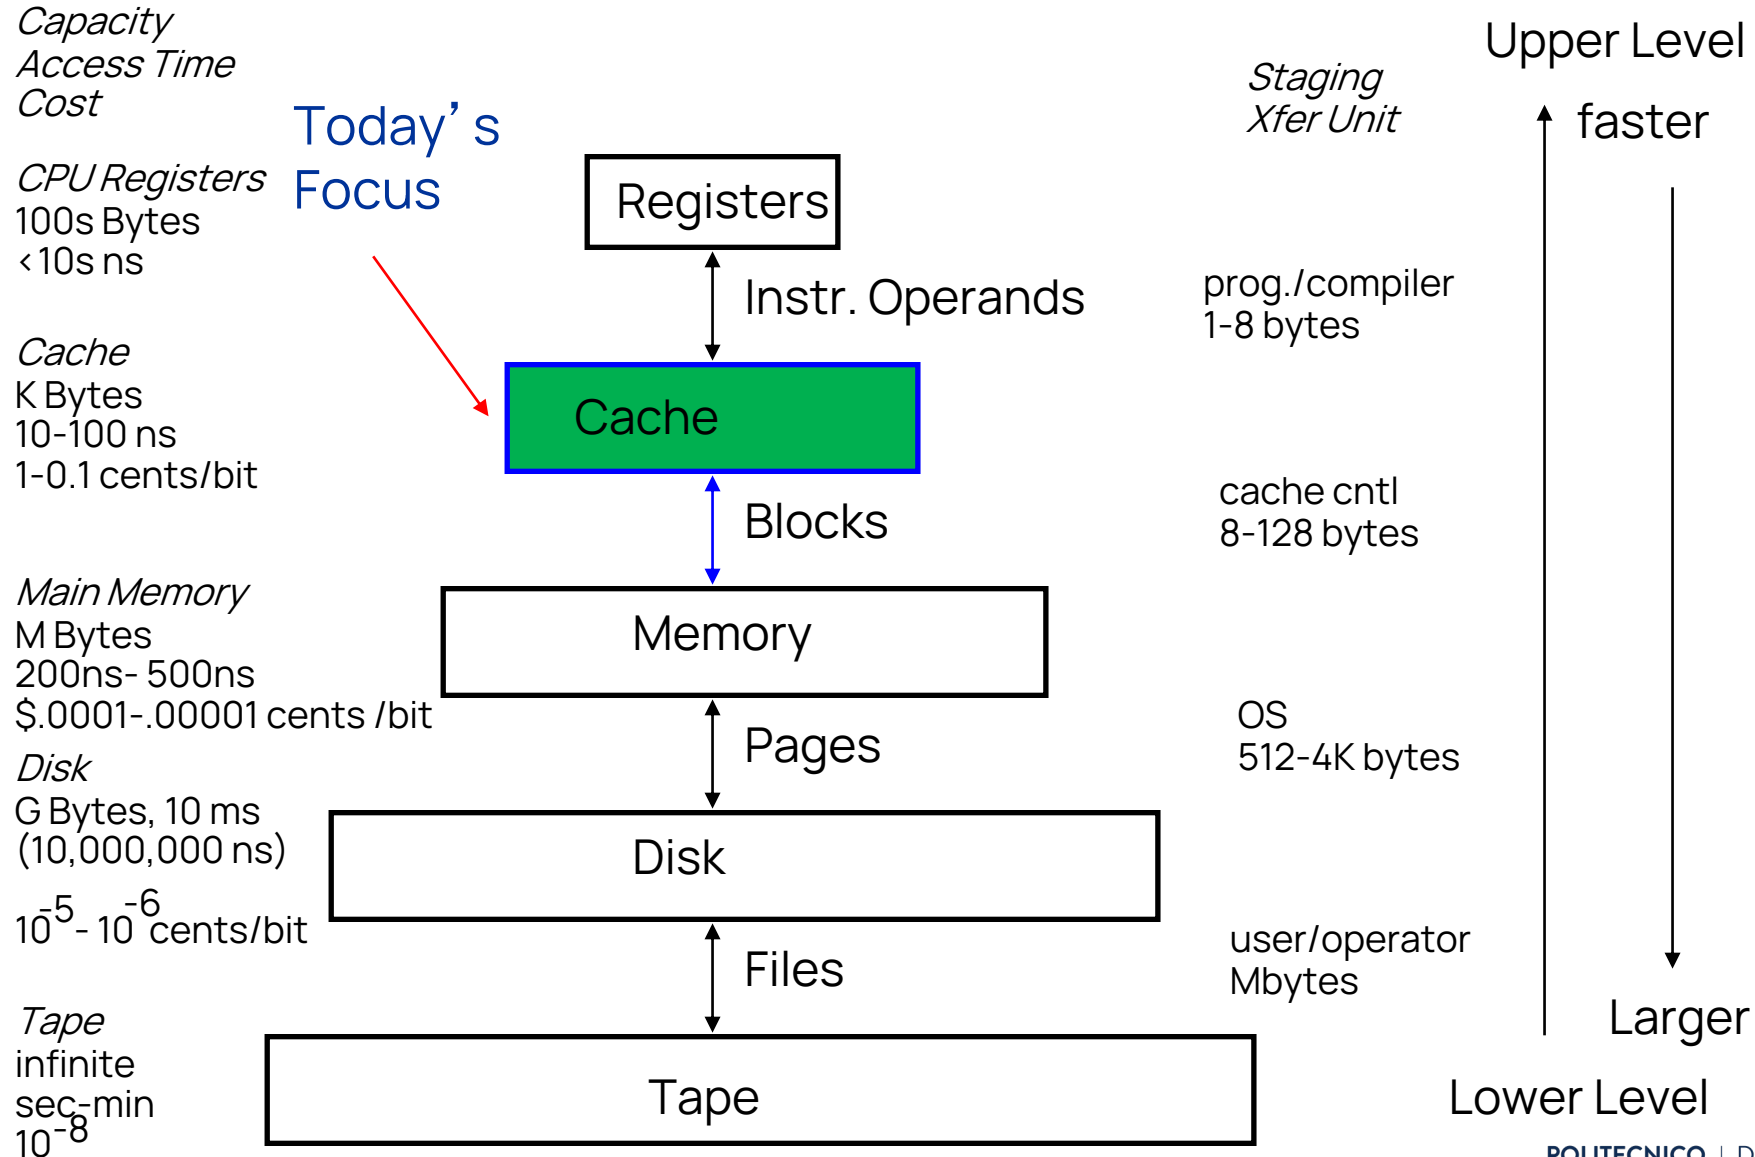 Capacity
Access Time
Cost
Today's
Focus
Staging
Xfer Unit
Upper Level
faster
CPU Registers
100s Bytes
<10s ns
Registers
Instr. Operands
prog./compiler
1-8 bytes
Cache
K Bytes
10-100 ns
1-0.1 cents/bit
Cache
Blocks
cache cntl
8-128 bytes
Main Memory
M Bytes
200ns- 500ns
$.0001-.00001 cents /bit
Memory
Pages
OS
512-4K bytes
Disk
G Bytes, 10 ms
(10,000,000 ns)
10^-5 - 10^-6 cents/bit
Disk
Files
user/operator
Mbytes
Larger
Tape
infinite
sec-min
10^-8
Tape
Lower Level
POLITECNICO | D